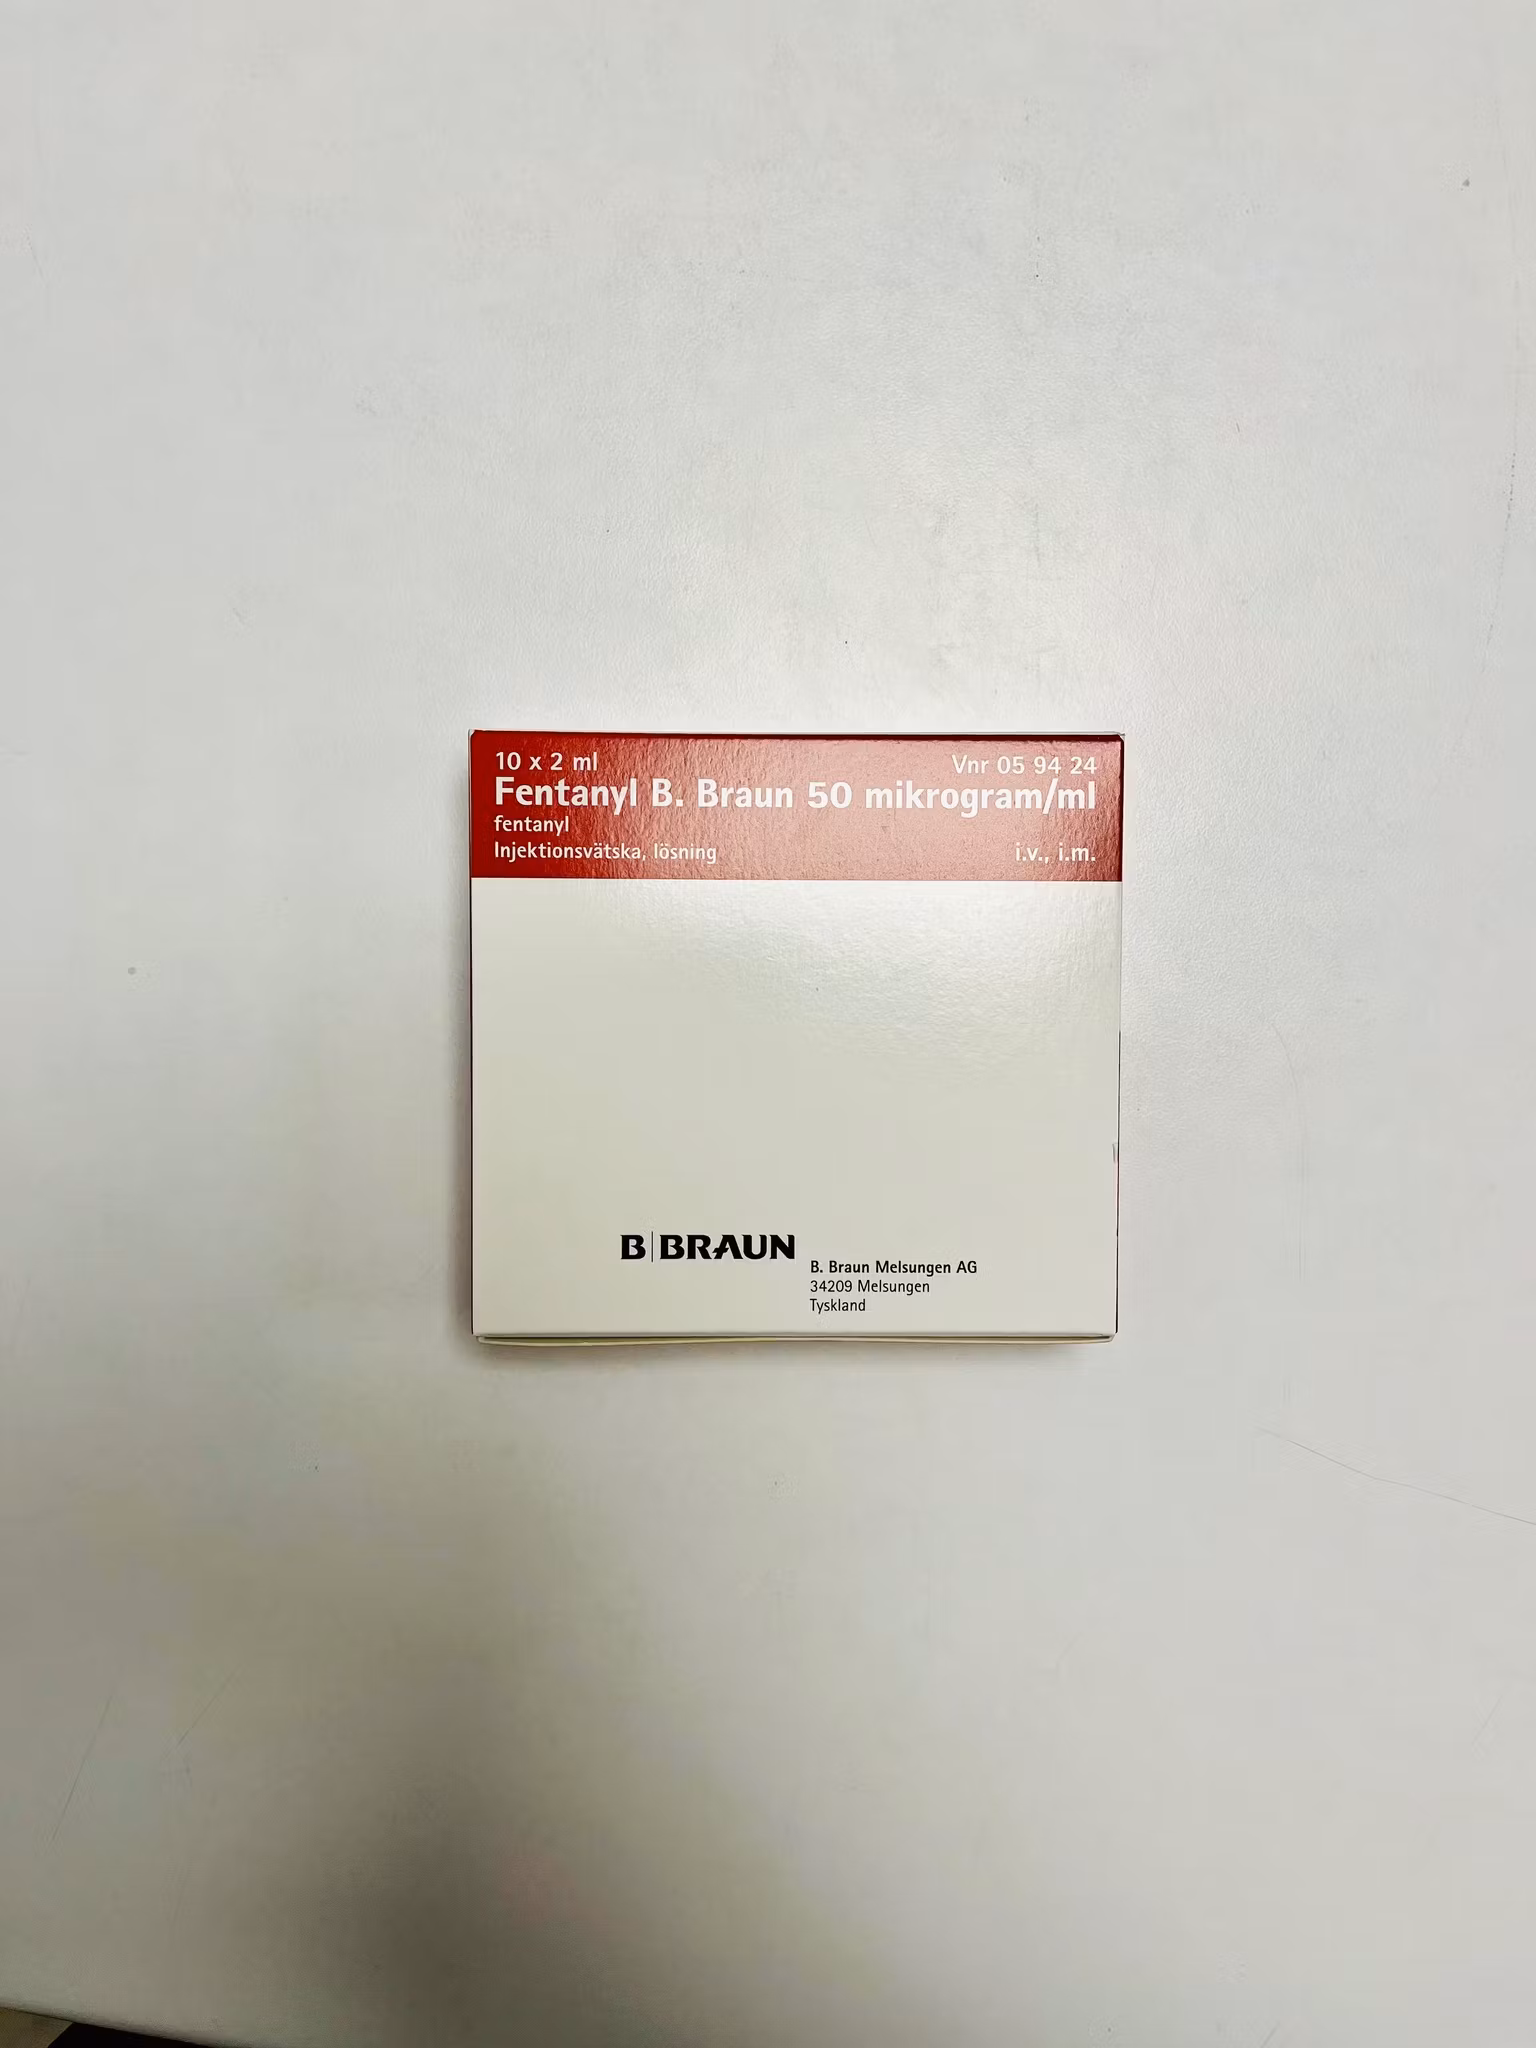 10 x 2 ml Vnr 05 94 24
Fentanyl B. Braun 50 mikrogram/ml
fentanyl
Injektionsvätska, lösning i.v., i.m.
B|BRAUN
B. Braun Melsungen AG
34209 Melsungen
Tyskland